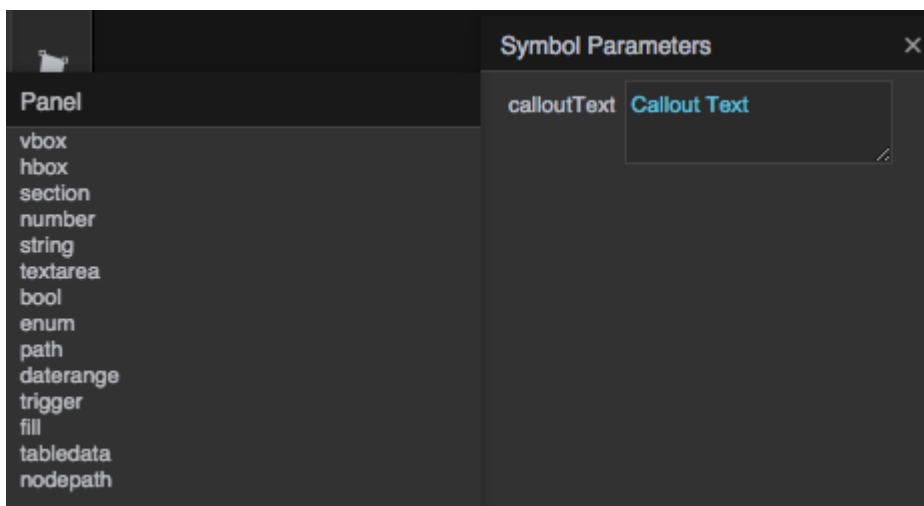 Symbol Parameters
×
Panel
calloutText
Callout Text
vbox
hbox
section
number
string
textarea
bool
enum
path
daterange
trigger
fill
tabledata
nodepath